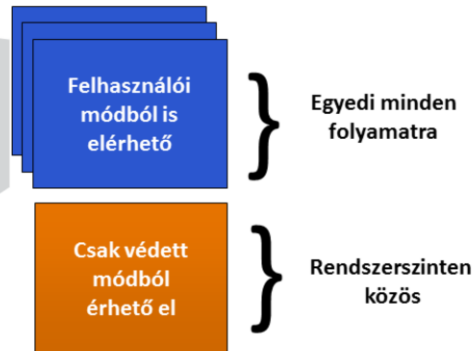 Felhasználói
módból is
elérhető
Egyedi minden
folyamatra
Csak védett
módból
érhető el
Rendszerszinten
közös